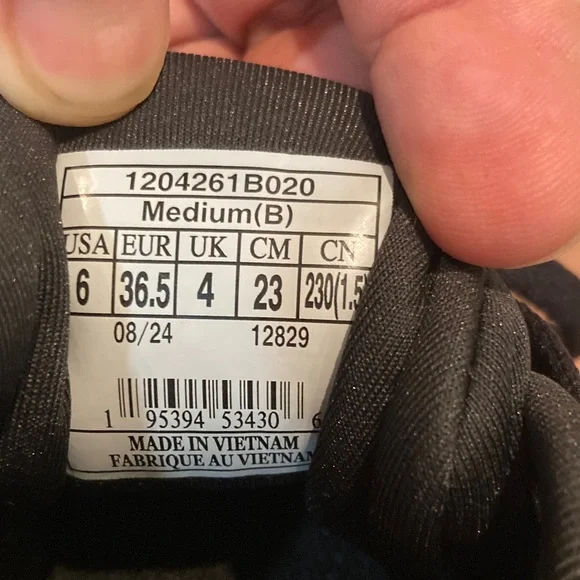 1204261B020
Medium(B)
USA EUR UK CM CN
6 36.5 4 23 230(1.5)
08/24 12829
1 95394 53430 6
MADE IN VIETNAM
FABRIQUE AU VIETNAM